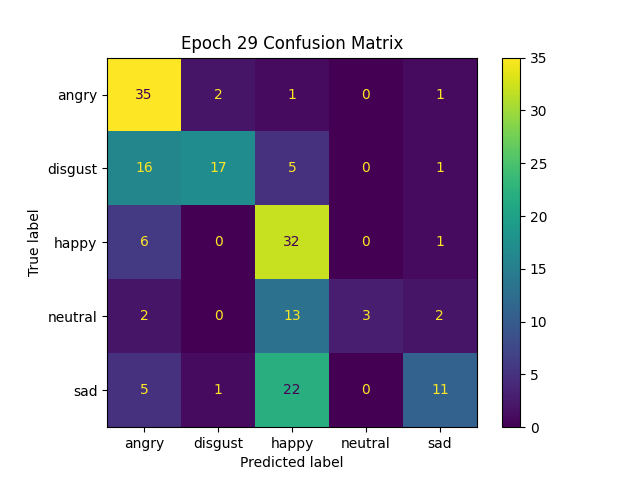 Epoch 29 Confusion Matrix
angry 35 2 1 0 1
disgust 16 17 5 0 1
happy 6 0 32 0 1
neutral 2 0 13 3 2
sad 5 1 22 0 11
angry disgust happy neutral sad
Predicted label
True label
35
30
25
20
15
10
5
0